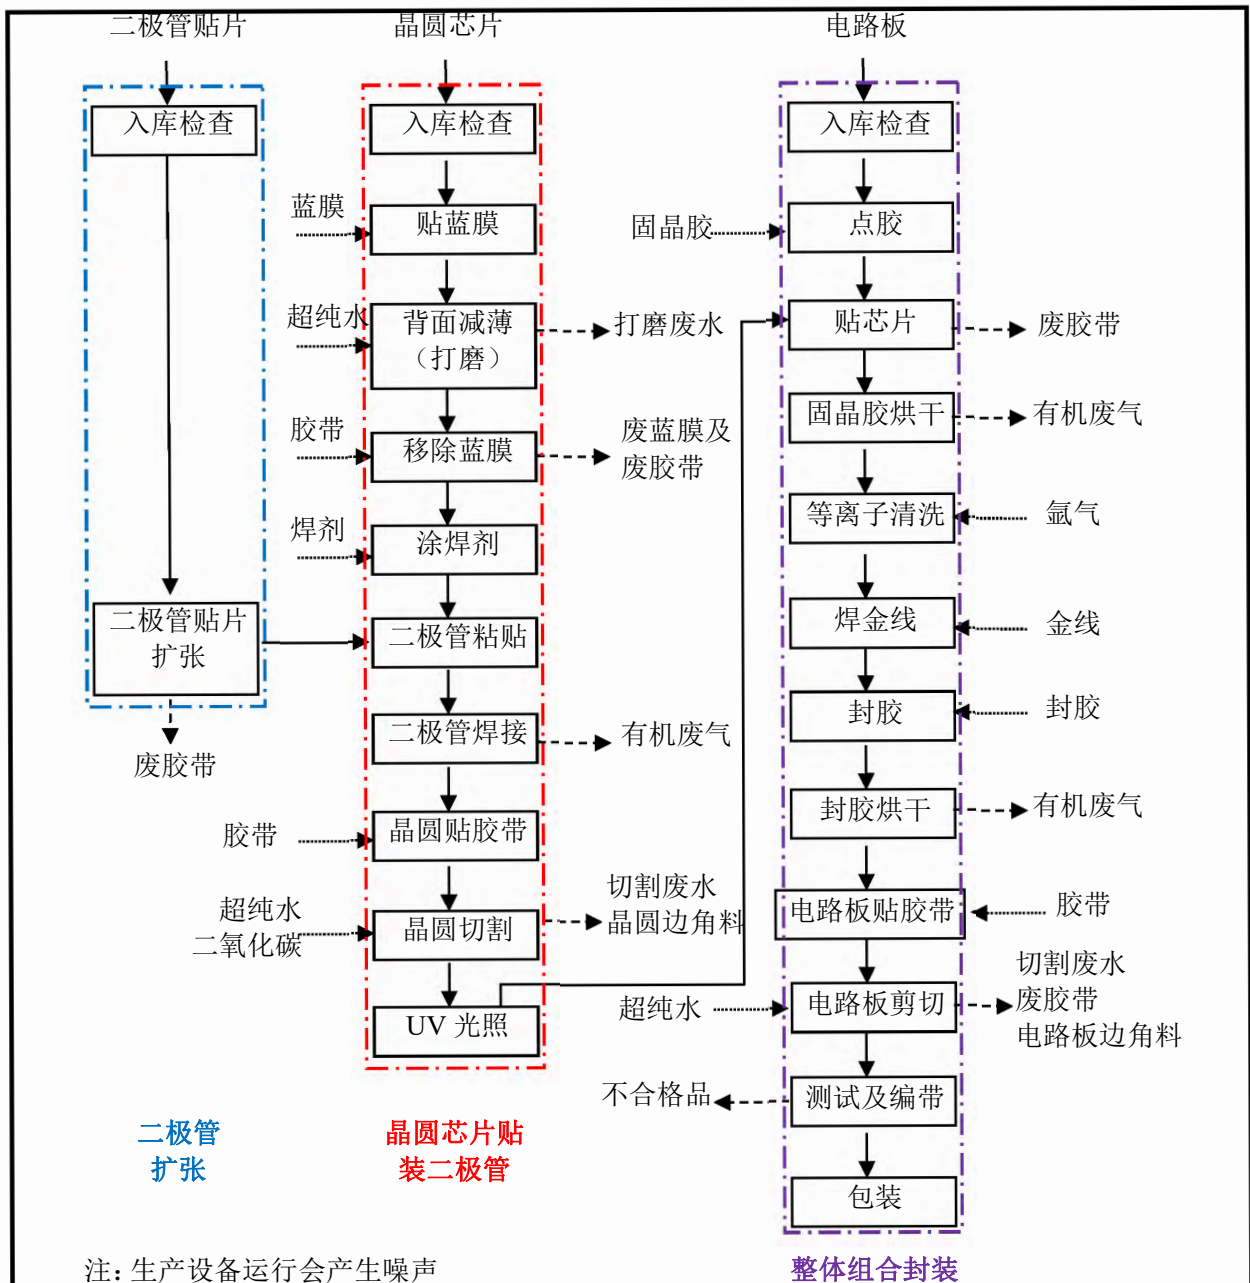 二极管贴片
晶圆芯片
电路板
入库检查
入库检查
入库检查
蓝膜
贴蓝膜
固晶胶
点胶
超纯水
背面减薄
（打磨）
打磨废水
贴芯片
废胶带
胶带
移除蓝膜
废蓝膜及
废胶带
固晶胶烘干
有机废气
焊剂
涂焊剂
等离子清洗
氩气
二极管贴片
扩张
二极管粘贴
焊金线
金线
废胶带
二极管焊接
有机废气
封胶
封胶
胶带
晶圆贴胶带
封胶烘干
有机废气
超纯水
二氧化碳
晶圆切割
切割废水
晶圆边角料
电路板贴胶带
胶带
UV 光照
超纯水
电路板剪切
切割废水
废胶带
电路板边角料
不合格品
测试及编带
包装
二极管
扩张
晶圆芯片贴
装二极管
整体组合封装
注：生产设备运行会产生噪声